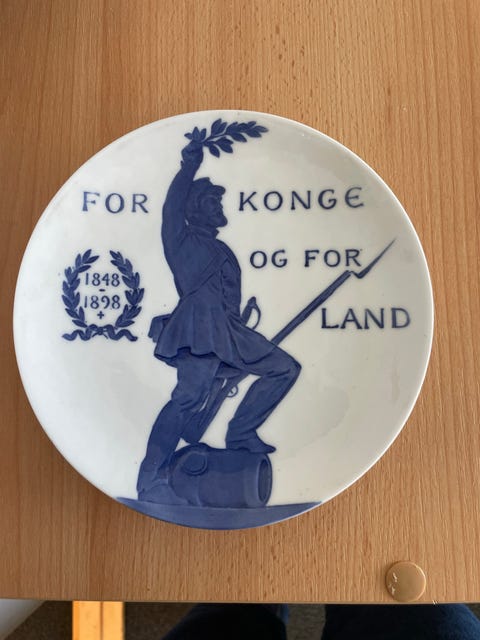 FOR KONGE
OG FOR
LAND
1848
-
1898